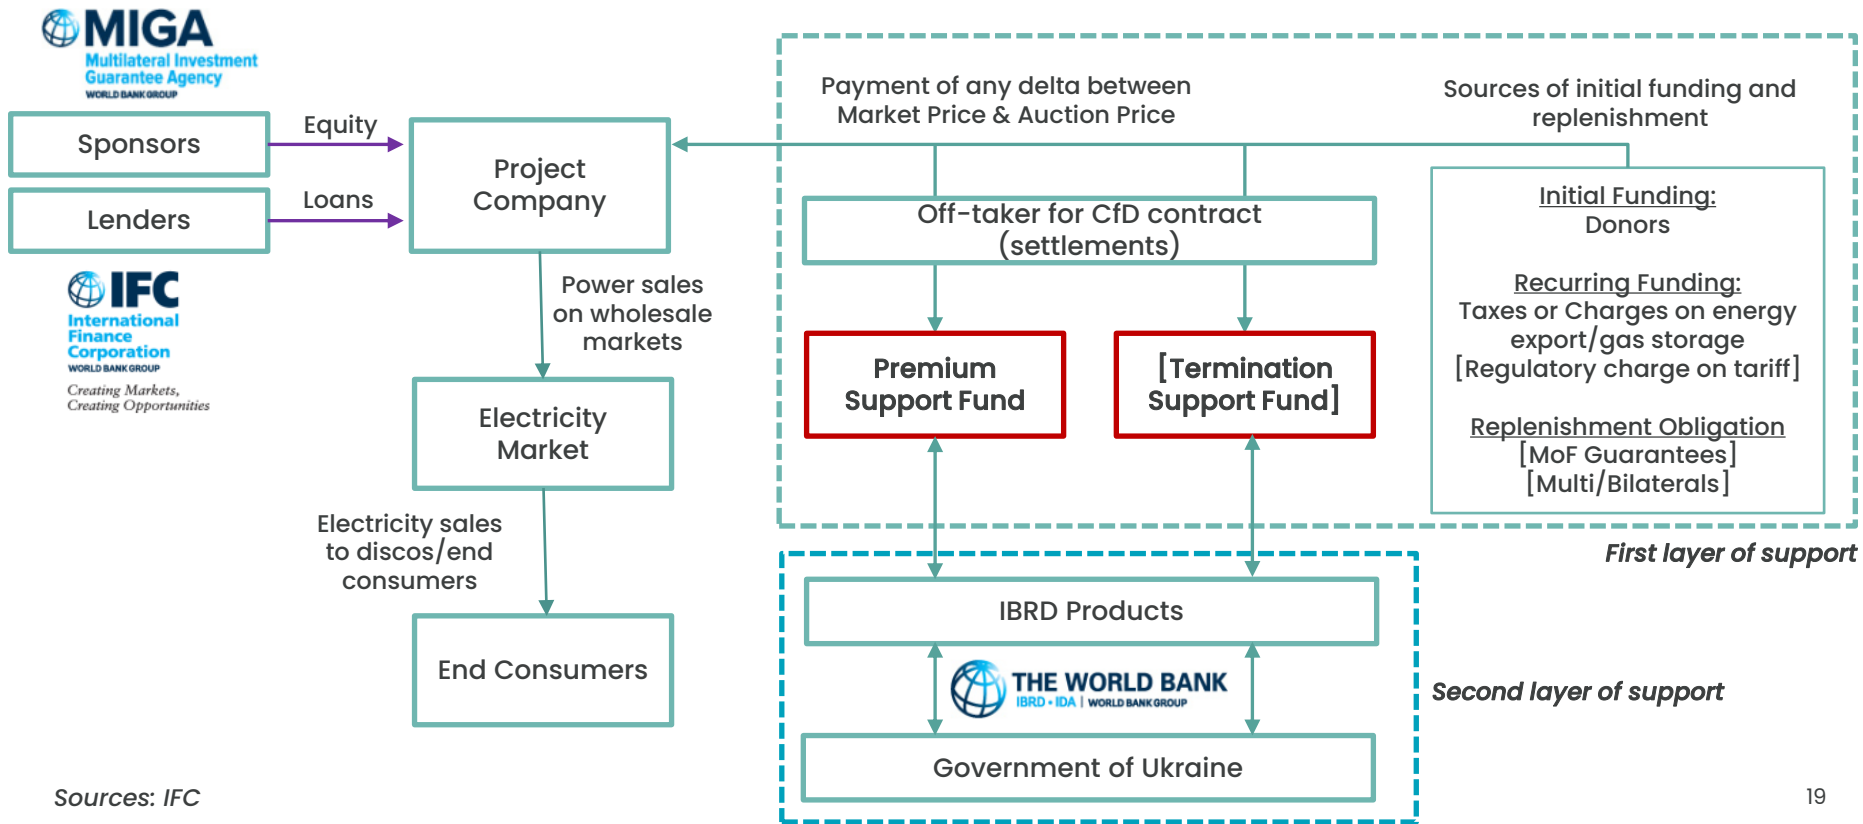 MIGA
Multilateral Investment
Guarantee Agency
WORLD BANK GROUP
Sponsors
Equity
Lenders
Loans
Project
Company
IFC
International
Finance
Corporation
WORLD BANK GROUP
Creating Markets,
Creating Opportunities
Power sales
on wholesale
markets
Electricity
Market
Electricity sales
to discos/end
consumers
End Consumers
Payment of any delta between
Market Price & Auction Price
Sources of initial funding and
replenishment
Off-taker for CfD contract
(settlements)
Premium
Support Fund
[Termination
Support Fund]
Initial Funding:
Donors
Recurring Funding:
Taxes or Charges on energy
export/gas storage
[Regulatory charge on tariff]
Replenishment Obligation
[MoF Guarantees]
[Multi/Bilaterals]
First layer of support
IBRD Products
THE WORLD BANK
IBRD • IDA | WORLD BANK GROUP
Government of Ukraine
Second layer of support
Sources: IFC
19